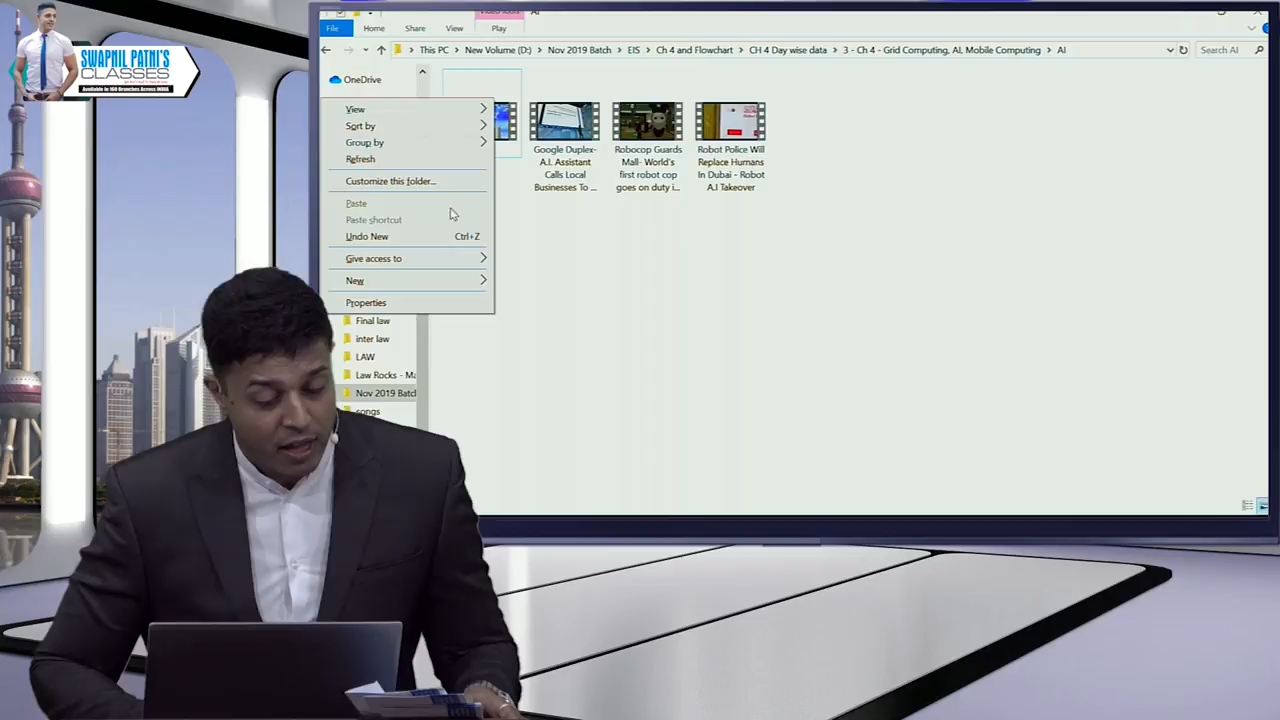 SWAPNIL PATNI'S
CLASSES
Available in 160 Branches Across INDIA
AI
File
Home
Share
View
Play
This PC > New Volume (D:) > Nov 2019 Batch > EIS > Ch 4 and Flowchart > CH 4 Day wise data > 3 - Ch 4 - Grid Computing, AI, Mobile Computing > AI
Search AI
OneDrive
View
Sort by
Group by
Refresh
Customize this folder...
Paste
Paste shortcut
Undo New Ctrl+Z
Give access to
New
Properties
Final law
inter law
LAW
Law Rocks - Ma
Nov 2019 Batch
songs
Google Duplex-
A.I. Assistant
Calls Local
Businesses To ...
Robocop Guards
Mall- World's
first robot cop
goes on duty i...
Robot Police Will
Replace Humans
In Dubai - Robot
A.I Takeover